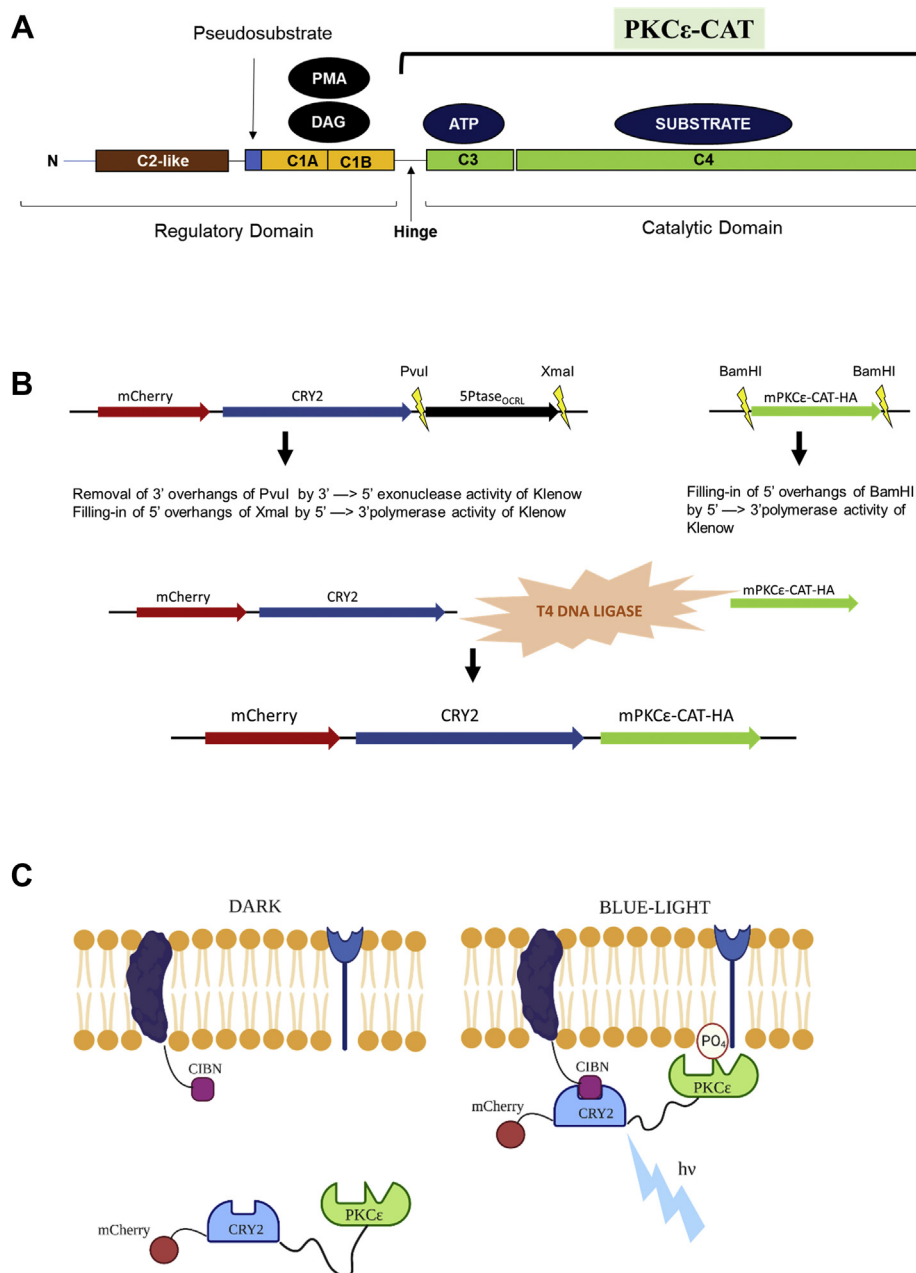 A
Pseudosubstrate
PKCε-CAT
PMA
DAG
ATP
SUBSTRATE
N
C2-like
C1A
C1B
C3
C4
Regulatory Domain
Hinge
Catalytic Domain
B
PvuI
XmaI
BamHI
BamHI
mCherry
CRY2
5Ptase_OCRL
mPKCε-CAT-HA
Removal of 3' overhangs of PvuI by 3' —> 5' exonuclease activity of Klenow
Filling-in of 5' overhangs of XmaI by 5' —> 3'polymerase activity of Klenow
Filling-in of 5' overhangs of BamHI
by 5' —> 3'polymerase activity of
Klenow
mCherry
CRY2
T4 DNA LIGASE
mPKCε-CAT-HA
mCherry
CRY2
mPKCε-CAT-HA
C
DARK
BLUE-LIGHT
CIBN
mCherry
CRY2
PKCε
PO₄
CIBN
PKCε
mCherry
CRY2
hν